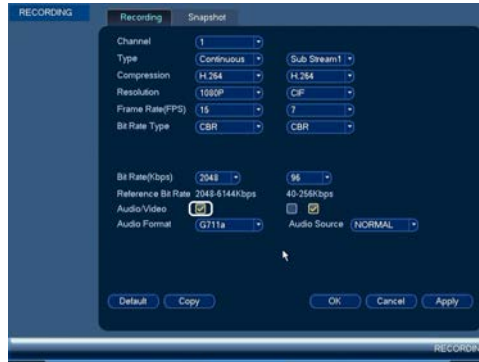 RECORDING
Recording Snapshot
Channel 1
Type Continuous Sub Stream1
Compression H.264 H.264
Resolution 1080P CIF
Frame Rate(FPS) 15 7
Bit Rate Type CBR CBR
Bit Rate(Kbps) 2048 96
Reference Bit Rate 2048-6144Kbps 40-256Kbps
Audio/Video
Audio Format G711a Audio Source NORMAL
Default Copy OK Cancel Apply
RECORDIN